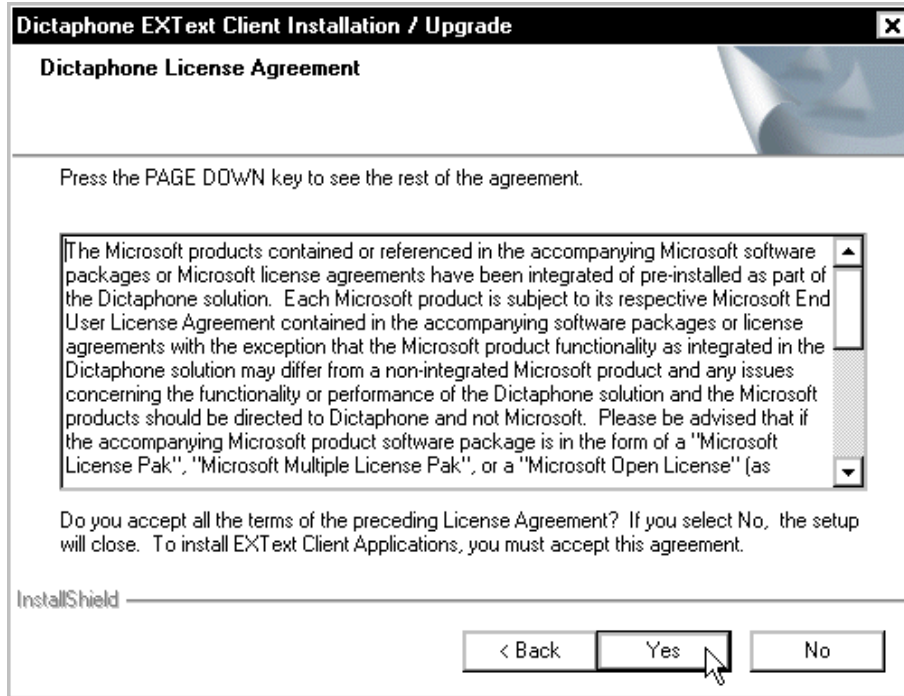 Dictaphone EXText Client Installation / Upgrade
Dictaphone License Agreement
Press the PAGE DOWN key to see the rest of the agreement.
The Microsoft products contained or referenced in the accompanying Microsoft software
packages or Microsoft license agreements have been integrated of pre-installed as part of
the Dictaphone solution.  Each Microsoft product is subject to its respective Microsoft End
User License Agreement contained in the accompanying software packages or license
agreements with the exception that the Microsoft product functionality as integrated in the
Dictaphone solution may differ from a non-integrated Microsoft product and any issues
concerning the functionality or performance of the Dictaphone solution and the Microsoft
products should be directed to Dictaphone and not Microsoft.  Please be advised that if
the accompanying Microsoft product software package is in the form of a "Microsoft
License Pak", "Microsoft Multiple License Pak", or a "Microsoft Open License" (as
Do you accept all the terms of the preceding License Agreement?  If you select No,  the setup
will close.  To install EXText Client Applications, you must accept this agreement.
InstallShield
< Back
Yes
No